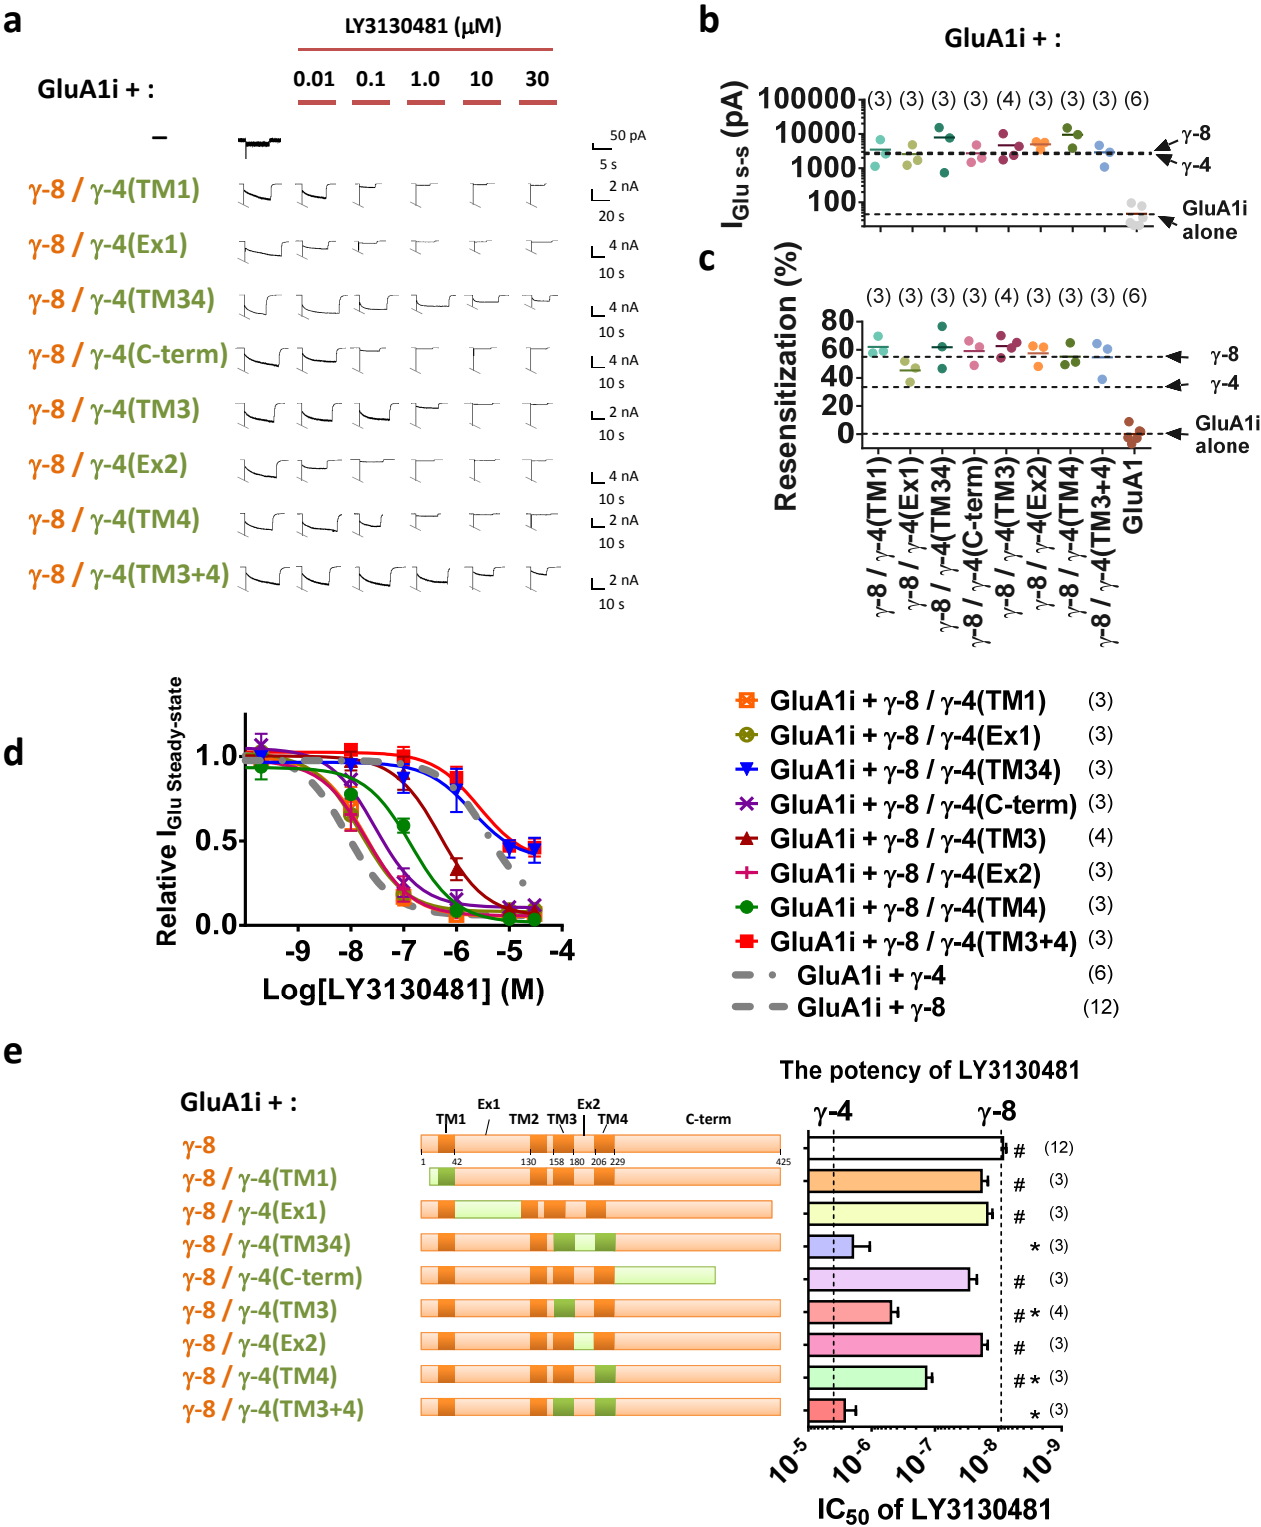 a
LY3130481 (μM)
GluA1i + :
0.01 0.1 1.0 10 30
–
50 pA
5 s
γ-8 / γ-4(TM1)
2 nA
20 s
γ-8 / γ-4(Ex1)
4 nA
10 s
γ-8 / γ-4(TM34)
4 nA
10 s
γ-8 / γ-4(C-term)
4 nA
10 s
γ-8 / γ-4(TM3)
2 nA
10 s
γ-8 / γ-4(Ex2)
4 nA
10 s
γ-8 / γ-4(TM4)
2 nA
10 s
γ-8 / γ-4(TM3+4)
2 nA
10 s
b
GluA1i + :
(3) (3) (3) (3) (4) (3) (3) (3) (6)
I Glu s-s (pA)
100000
10000
1000
100
γ-8
γ-4
GluA1i
alone
c
(3) (3) (3) (3) (4) (3) (3) (3) (6)
Resensitization (%)
80
60
40
20
0
γ-8
γ-4
GluA1i
alone
γ-8 / γ-4(TM1)
γ-8 / γ-4(Ex1)
γ-8 / γ-4(TM34)
γ-8 / γ-4(C-term)
γ-8 / γ-4(TM3)
γ-8 / γ-4(Ex2)
γ-8 / γ-4(TM4)
γ-8 / γ-4(TM3+4)
GluA1
d
Relative I Glu Steady-state
1.0
0.5
0.0
-9 -8 -7 -6 -5 -4
Log[LY3130481] (M)
GluA1i + γ-8 / γ-4(TM1) (3)
GluA1i + γ-8 / γ-4(Ex1) (3)
GluA1i + γ-8 / γ-4(TM34) (3)
GluA1i + γ-8 / γ-4(C-term) (3)
GluA1i + γ-8 / γ-4(TM3) (4)
GluA1i + γ-8 / γ-4(Ex2) (3)
GluA1i + γ-8 / γ-4(TM4) (3)
GluA1i + γ-8 / γ-4(TM3+4) (3)
GluA1i + γ-4 (6)
GluA1i + γ-8 (12)
e
The potency of LY3130481
GluA1i + :
Ex1 Ex2
TM1 TM2 TM3 TM4 C-term
γ-4 γ-8
γ-8
# (12)
1 42 130 158 180 206 229 425
γ-8 / γ-4(TM1)
# (3)
γ-8 / γ-4(Ex1)
# (3)
γ-8 / γ-4(TM34)
* (3)
γ-8 / γ-4(C-term)
# (3)
γ-8 / γ-4(TM3)
# * (4)
γ-8 / γ-4(Ex2)
# (3)
γ-8 / γ-4(TM4)
# * (3)
γ-8 / γ-4(TM3+4)
* (3)
10-5 10-6 10-7 10-8 10-9
IC50 of LY3130481